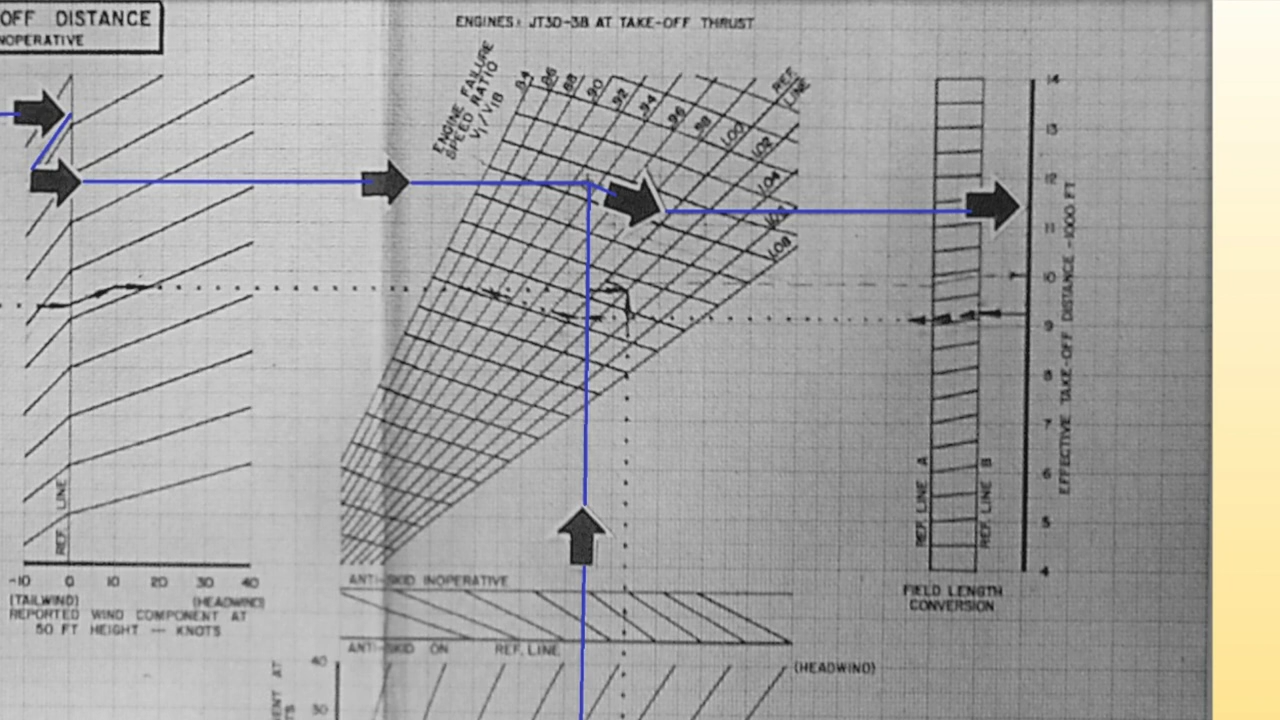 OFF DISTANCE
NOPERATIVE
ENGINES: JT3D-3B AT TAKE-OFF THRUST
ENGINE FAILURE
SPEED RATIO
V1/V1B
.84
.86
.88
.90
.92
.94
.96
.98
1.00
1.02
1.04
1.08
REF.
LINE
14
13
12
11
10
9
8
7
6
5
4
EFFECTIVE TAKE-OFF DISTANCE -1000 FT
REF. LINE A
REF. LINE B
FIELD LENGTH
CONVERSION
REF. LINE
-10 0 10 20 30 40
(TAILWIND) (HEADWIND)
REPORTED WIND COMPONENT AT
50 FT HEIGHT — KNOTS
ANTI-SKID INOPERATIVE
ANTI-SKID ON REF. LINE
40
30
(HEADWIND)